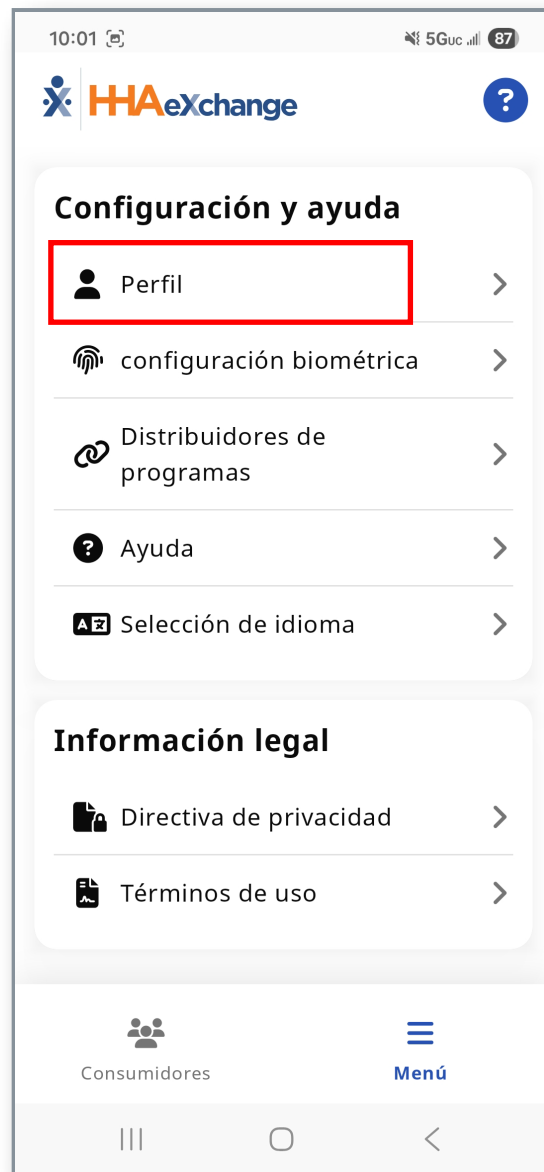 10:01
5GUC 87
HHAeXchange
?
Configuración y ayuda
Perfil
configuración biométrica
Distribuidores de
programas
Ayuda
Selección de idioma
Información legal
Directiva de privacidad
Términos de uso
Consumidores
Menú